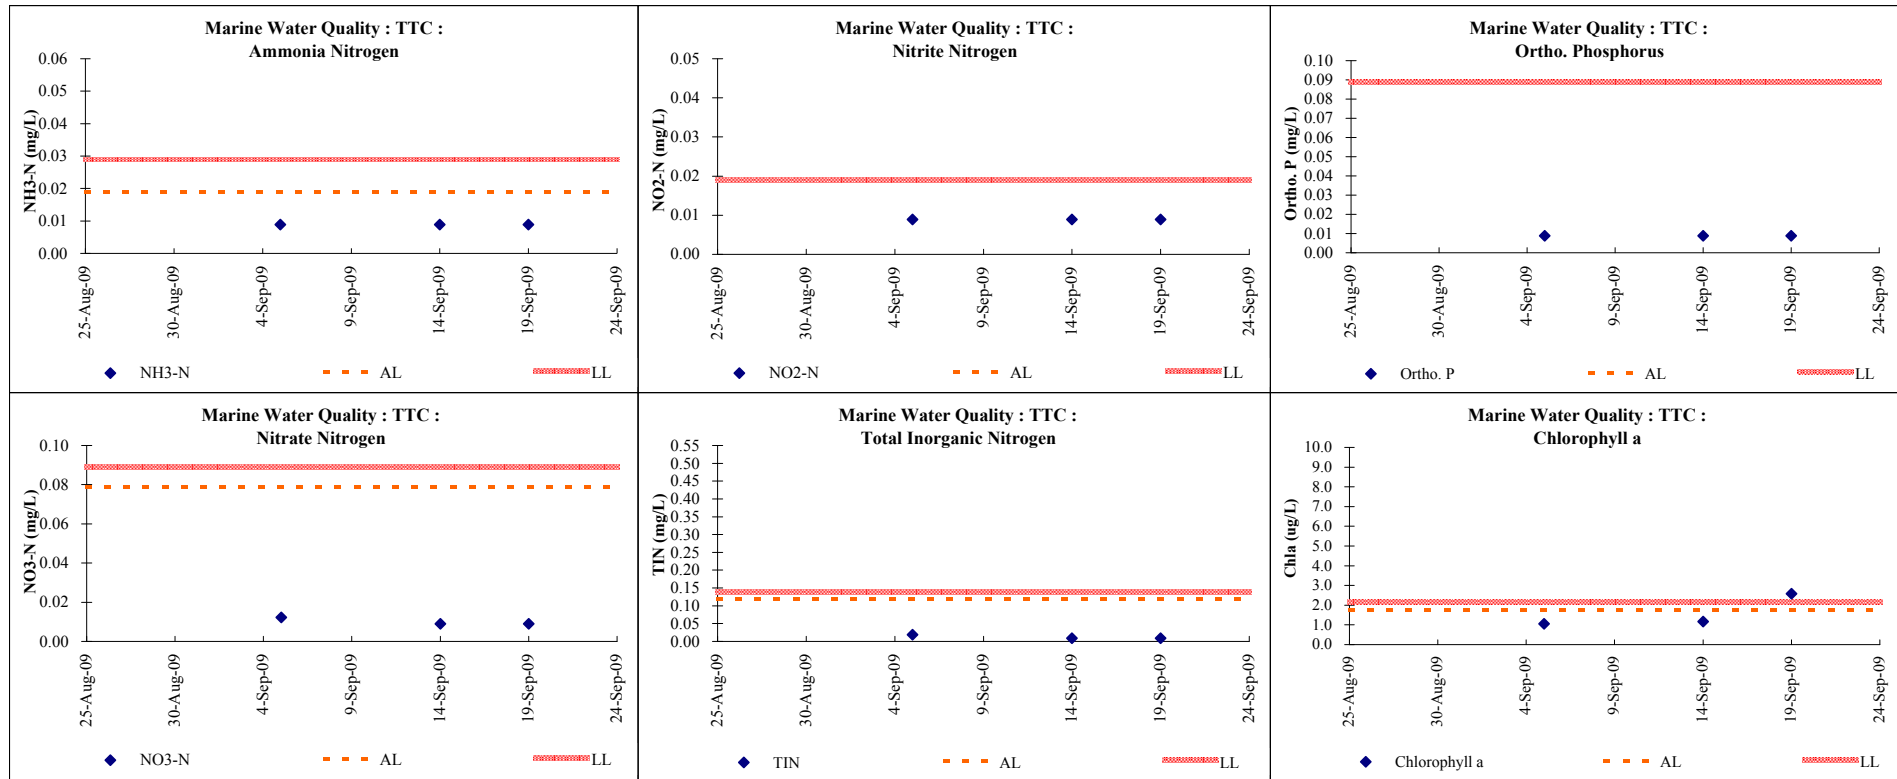 Marine Water Quality : TTC :
Ammonia Nitrogen
NH3-N (mg/L)
0.06
0.05
0.04
0.03
0.02
0.01
0.00
25-Aug-09
30-Aug-09
4-Sep-09
9-Sep-09
14-Sep-09
19-Sep-09
24-Sep-09
NH3-N AL LL
Marine Water Quality : TTC :
Nitrite Nitrogen
NO2-N (mg/L)
0.05
0.04
0.03
0.02
0.01
0.00
25-Aug-09
30-Aug-09
4-Sep-09
9-Sep-09
14-Sep-09
19-Sep-09
24-Sep-09
NO2-N AL LL
Marine Water Quality : TTC :
Ortho. Phosphorus
Ortho. P (mg/L)
0.10
0.09
0.08
0.07
0.06
0.05
0.04
0.03
0.02
0.01
0.00
25-Aug-09
30-Aug-09
4-Sep-09
9-Sep-09
14-Sep-09
19-Sep-09
24-Sep-09
Ortho. P AL LL
Marine Water Quality : TTC :
Nitrate Nitrogen
NO3-N (mg/L)
0.10
0.08
0.06
0.04
0.02
0.00
25-Aug-09
30-Aug-09
4-Sep-09
9-Sep-09
14-Sep-09
19-Sep-09
24-Sep-09
NO3-N AL LL
Marine Water Quality : TTC :
Total Inorganic Nitrogen
TIN (mg/L)
0.55
0.50
0.45
0.40
0.35
0.30
0.25
0.20
0.15
0.10
0.05
0.00
25-Aug-09
30-Aug-09
4-Sep-09
9-Sep-09
14-Sep-09
19-Sep-09
24-Sep-09
TIN AL LL
Marine Water Quality : TTC :
Chlorophyll a
Chla (ug/L)
10.0
9.0
8.0
7.0
6.0
5.0
4.0
3.0
2.0
1.0
0.0
25-Aug-09
30-Aug-09
4-Sep-09
9-Sep-09
14-Sep-09
19-Sep-09
24-Sep-09
Chlorophyll a AL LL